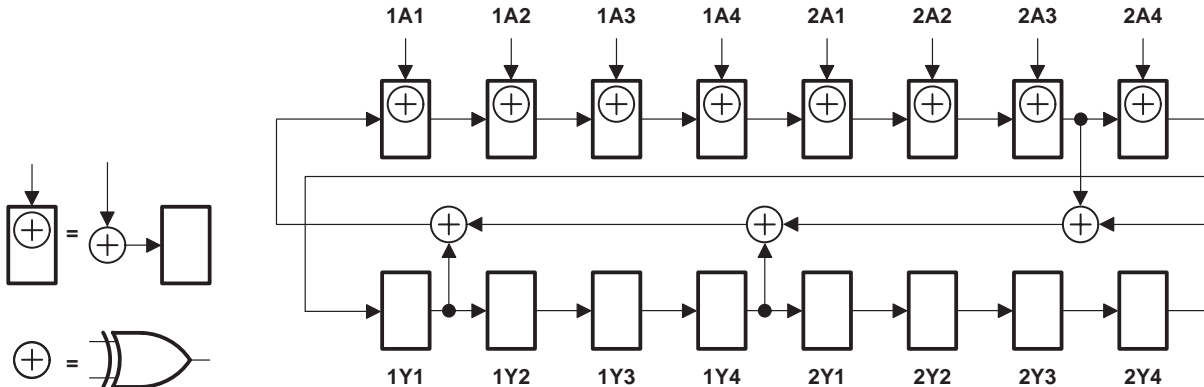 1A1 1A2 1A3 1A4 2A1 2A2 2A3 2A4
=
=
1Y1 1Y2 1Y3 1Y4 2Y1 2Y2 2Y3 2Y4